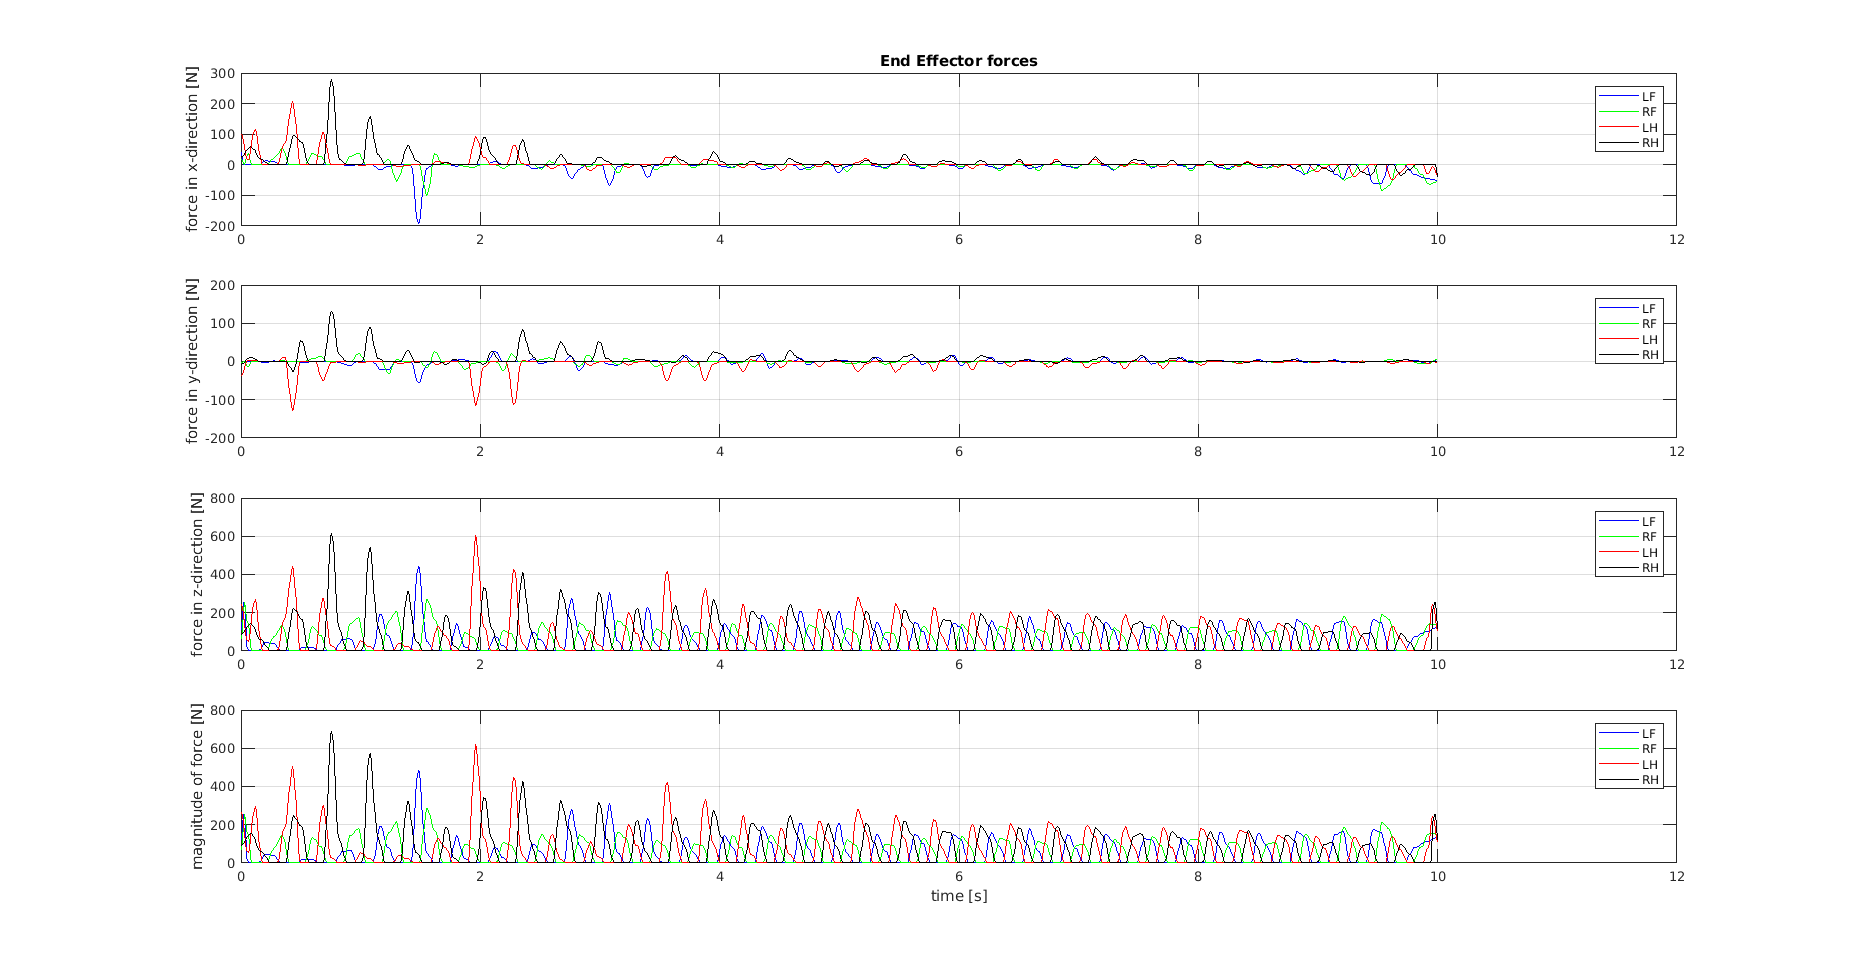 End Effector forces
force in x-direction [N]
300
200
100
0
-100
-200
0 2 4 6 8 10 12
LF
RF
LH
RH
force in y-direction [N]
200
100
0
-100
-200
0 2 4 6 8 10 12
LF
RF
LH
RH
force in z-direction [N]
800
600
400
200
0
0 2 4 6 8 10 12
LF
RF
LH
RH
magnitude of force [N]
800
600
400
200
0
0 2 4 6 8 10 12
LF
RF
LH
RH
time [s]